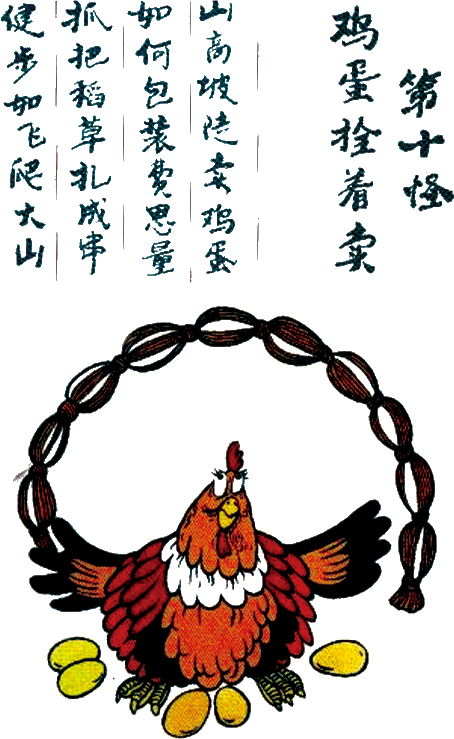 第十怪
鸡蛋拴着卖
山高坡陡卖鸡蛋
如何包装费思量
抓把稻草扎成串
健步如飞爬大山